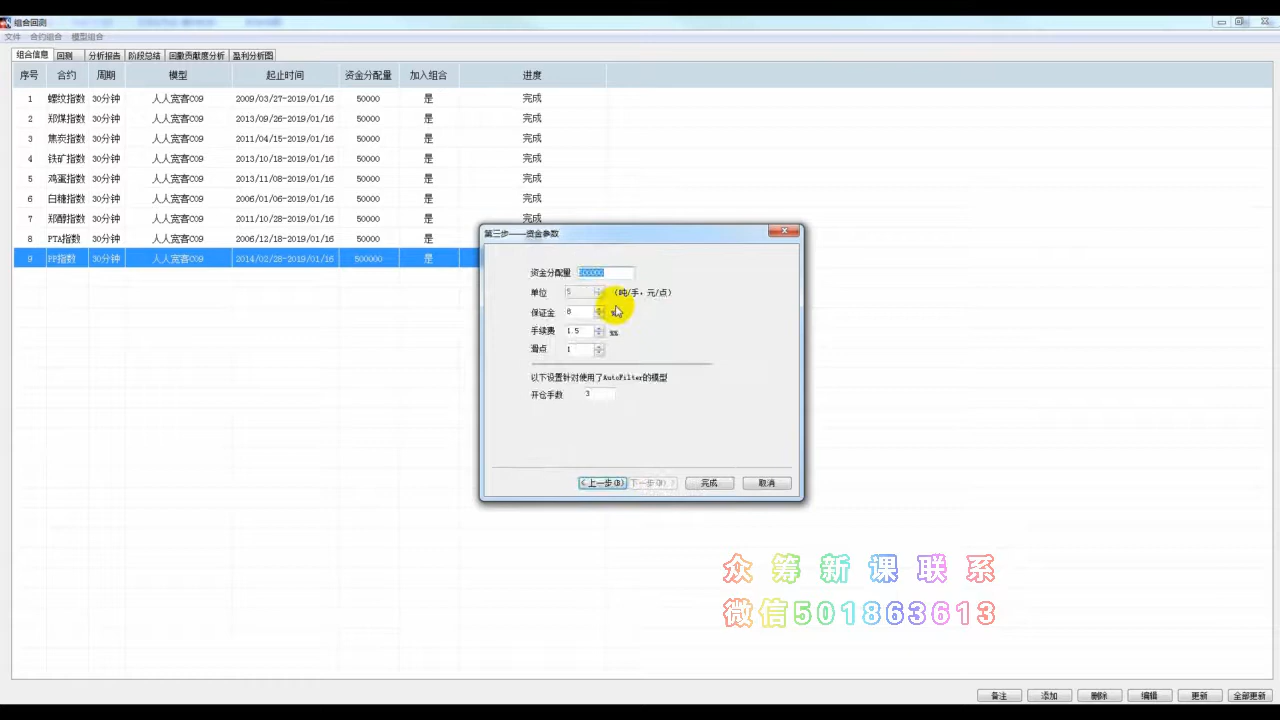 组合回测
文件 合约组合 模型组合
组合信息 回测 分析报告 阶段总结 回撤贡献度分析 盈利分析图
序号 合约 周期 模型 起止时间 资金分配量 加入组合 进度
1 螺纹指数 30分钟 人人宽客C09 2009/03/27-2019/01/16 50000 是 完成
2 郑煤指数 30分钟 人人宽客C09 2013/09/26-2019/01/16 50000 是 完成
3 焦炭指数 30分钟 人人宽客C09 2011/04/15-2019/01/16 50000 是 完成
4 铁矿指数 30分钟 人人宽客C09 2013/10/18-2019/01/16 50000 是 完成
5 鸡蛋指数 30分钟 人人宽客C09 2013/11/08-2019/01/16 50000 是 完成
6 白糖指数 30分钟 人人宽客C09 2006/01/06-2019/01/16 50000 是 完成
7 郑醇指数 30分钟 人人宽客C09 2011/10/28-2019/01/16 50000 是 完成
8 PTA指数 30分钟 人人宽客C09 2006/12/18-2019/01/16 50000 是
9 PP指数 30分钟 人人宽客C09 2014/02/28-2019/01/16 500000 是
第三步——资金参数
资金分配量 500000
单位 5 (吨/手,元/点)
保证金 8
手续费 1.5 %%
滑点 1
以下设置针对使用了AutoFilter的模型
开仓手数 3
<上一步(B) 下一步(N) > 完成 取消
众筹新课联系
微信501863613
备注 添加 删除 编辑 更新 全部更新